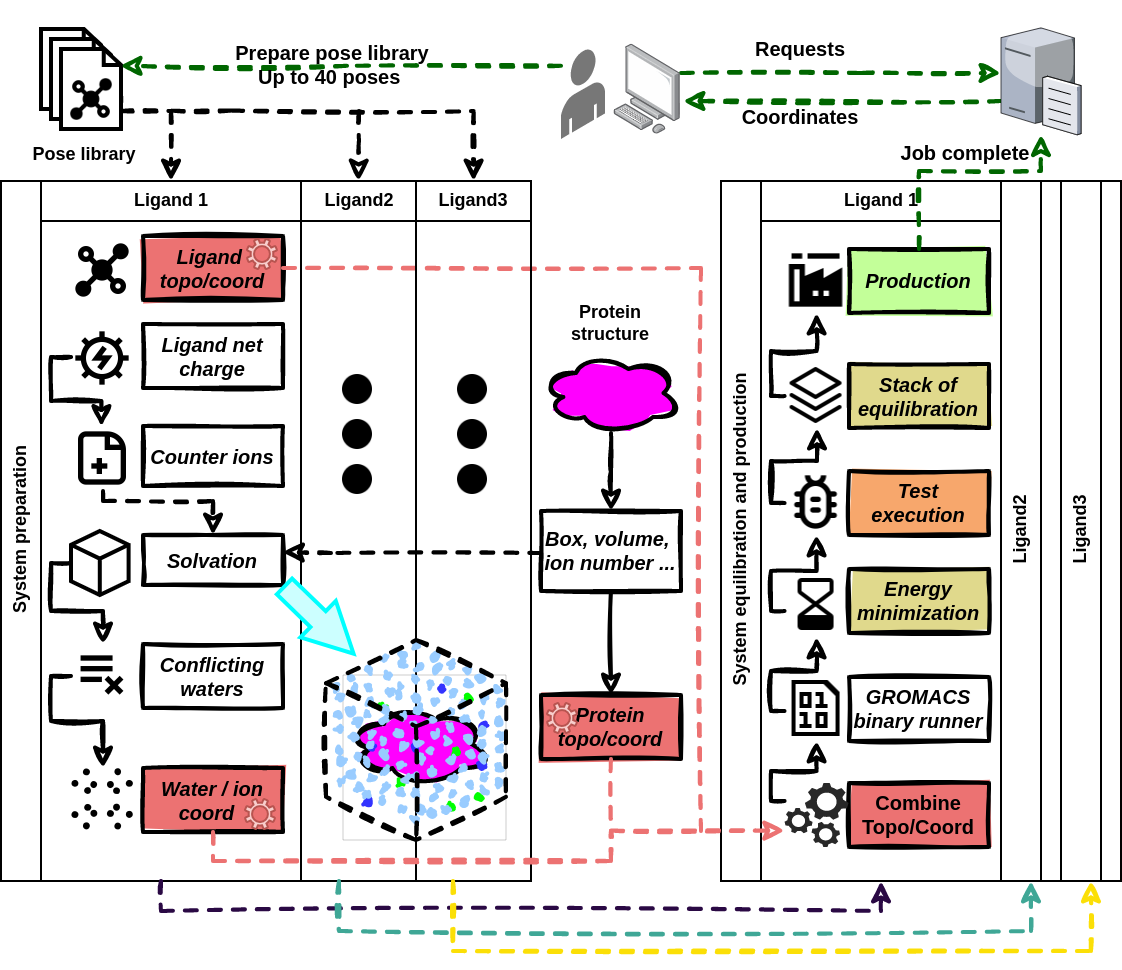 Prepare pose library
Up to 40 poses
Requests
Coordinates
Pose library
Job complete
System preparation
Ligand 1
Ligand2
Ligand3
Ligand
topo/coord
Ligand net
charge
Counter ions
Solvation
Conflicting
waters
Water / ion
coord
Protein
structure
Box, volume,
ion number ...
Protein
topo/coord
System equilibration and production
Ligand 1
Production
Stack of
equilibration
Test
execution
Energy
minimization
GROMACS
binary runner
01
10
Combine
Topo/Coord
Ligand2
Ligand3